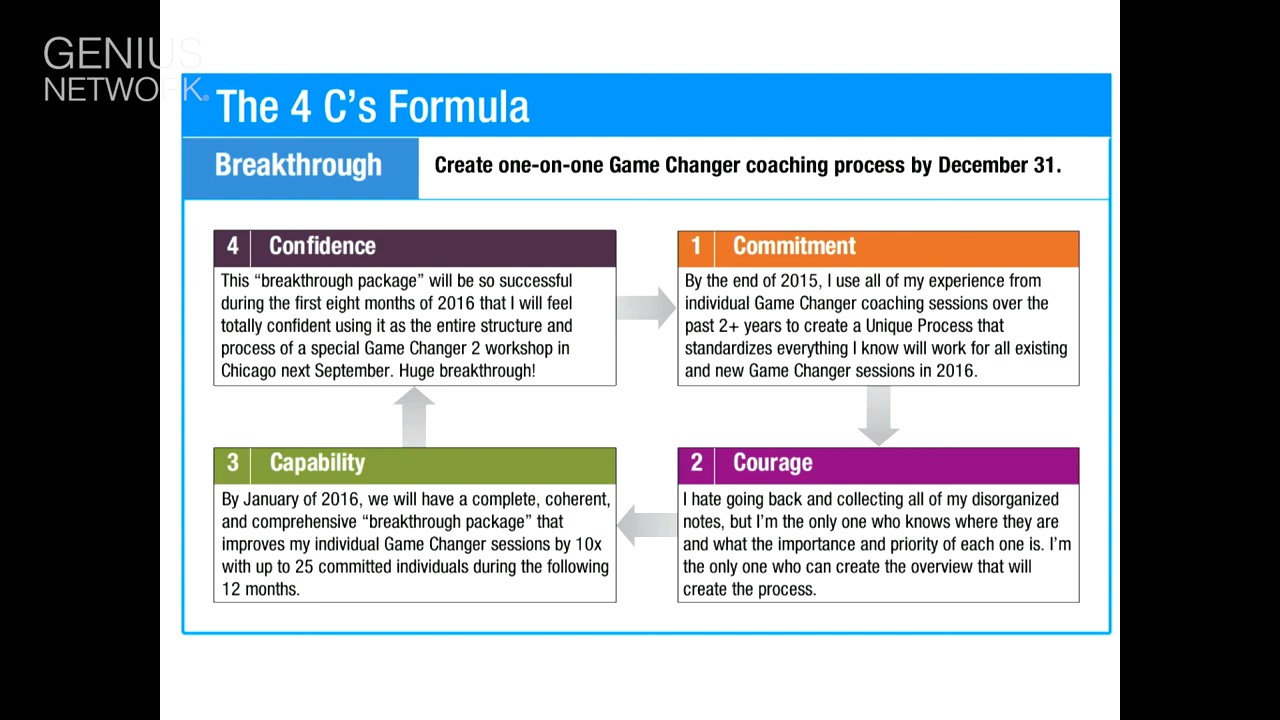 GENIUS
NETWORK®
The 4 C's Formula
Breakthrough
Create one-on-one Game Changer coaching process by December 31.
4 Confidence
This “breakthrough package” will be so successful
during the first eight months of 2016 that I will feel
totally confident using it as the entire structure and
process of a special Game Changer 2 workshop in
Chicago next September. Huge breakthrough!
1 Commitment
By the end of 2015, I use all of my experience from
individual Game Changer coaching sessions over the
past 2+ years to create a Unique Process that
standardizes everything I know will work for all existing
and new Game Changer sessions in 2016.
3 Capability
By January of 2016, we will have a complete, coherent,
and comprehensive “breakthrough package” that
improves my individual Game Changer sessions by 10x
with up to 25 committed individuals during the following
12 months.
2 Courage
I hate going back and collecting all of my disorganized
notes, but I’m the only one who knows where they are
and what the importance and priority of each one is. I’m
the only one who can create the overview that will
create the process.